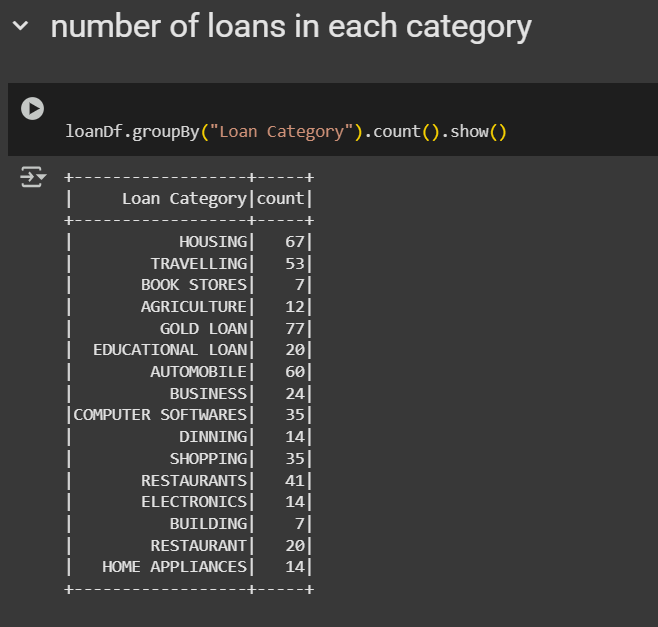 number of loans in each category
loanDf.groupBy("Loan Category").count().show()
+------------------+-----+
|     Loan Category|count|
+------------------+-----+
|           HOUSING|   67|
|        TRAVELLING|   53|
|       BOOK STORES|    7|
|       AGRICULTURE|   12|
|         GOLD LOAN|   77|
|  EDUCATIONAL LOAN|   20|
|        AUTOMOBILE|   60|
|          BUSINESS|   24|
|COMPUTER SOFTWARES|   35|
|           DINNING|   14|
|          SHOPPING|   35|
|       RESTAURANTS|   41|
|       ELECTRONICS|   14|
|          BUILDING|    7|
|        RESTAURANT|   20|
|   HOME APPLIANCES|   14|
+------------------+-----+